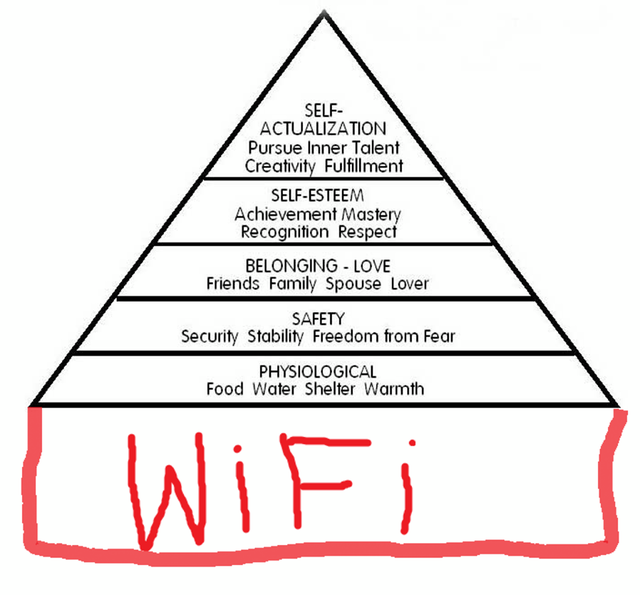 SELF-
ACTUALIZATION
Pursue Inner Talent
Creativity Fulfillment
SELF-ESTEEM
Achievement Mastery
Recognition Respect
BELONGING - LOVE
Friends Family Spouse Lover
SAFETY
Security Stability Freedom from Fear
PHYSIOLOGICAL
Food Water Shelter Warmth
WiFi